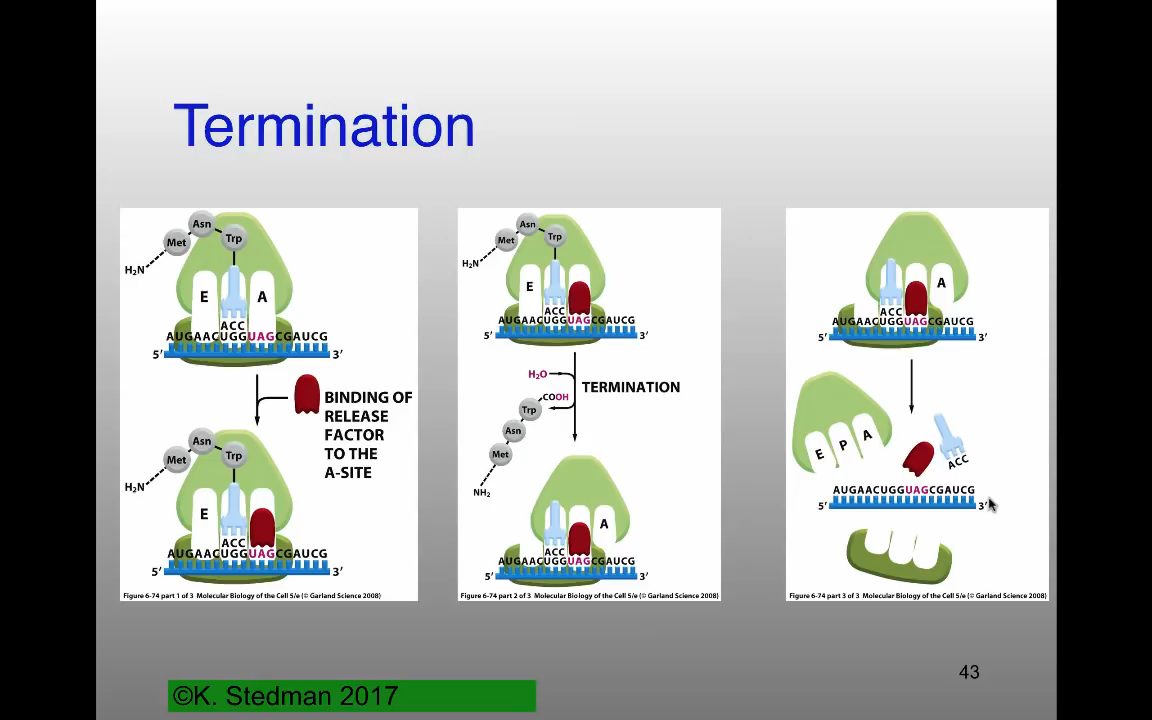 Termination
Asn
Met
Trp
H₂N
E
A
ACC
AUGAACUGGUAGCGAUCG
5′
3′
BINDING OF
RELEASE
FACTOR
TO THE
A-SITE
Asn
Met
Trp
H₂N
E
ACC
AUGAACUGGUAGCGAUCG
5′
3′
Figure 6-74 part 1 of 3 Molecular Biology of the Cell 5/e (© Garland Science 2008)
Asn
Met
Trp
H₂N
E
ACC
AUGAACUGGUAGCGAUCG
5′
3′
H₂O
TERMINATION
COOH
Trp
Asn
Met
NH₂
A
ACC
AUGAACUGGUAGCGAUCG
5′
3′
Figure 6-74 part 2 of 3 Molecular Biology of the Cell 5/e (© Garland Science 2008)
A
ACC
AUGAACUGGUAGCGAUCG
5′
3′
E P A
ACC
AUGAACUGGUAGCGAUCG
5′
3′
Figure 6-74 part 3 of 3 Molecular Biology of the Cell 5/e (© Garland Science 2008)
43
©K. Stedman 2017